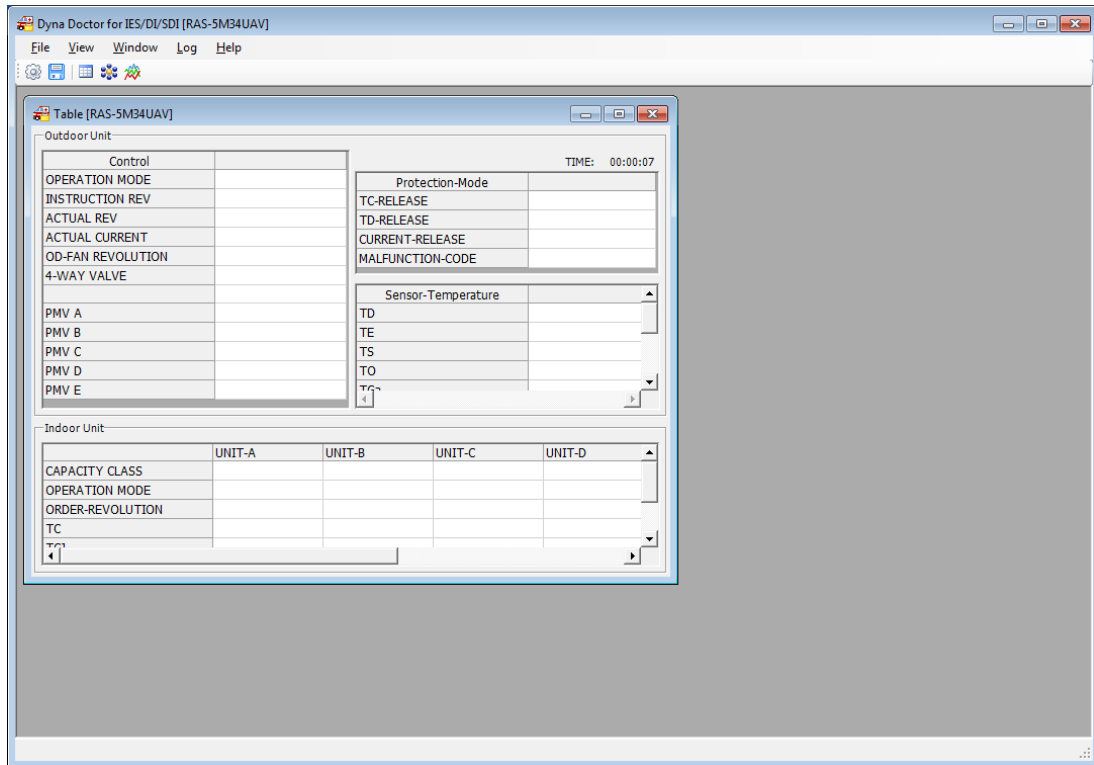 Dyna Doctor for IES/DI/SDI [RAS-5M34UAV]
File View Window Log Help
Table [RAS-5M34UAV]
Outdoor Unit
Control
OPERATION MODE
INSTRUCTION REV
ACTUAL REV
ACTUAL CURRENT
OD-FAN REVOLUTION
4-WAY VALVE
PMV A
PMV B
PMV C
PMV D
PMV E
TIME: 00:00:07
Protection-Mode
TC-RELEASE
TD-RELEASE
CURRENT-RELEASE
MALFUNCTION-CODE
Sensor-Temperature
TD
TE
TS
TO
Indoor Unit
UNIT-A UNIT-B UNIT-C UNIT-D
CAPACITY CLASS
OPERATION MODE
ORDER-REVOLUTION
TC